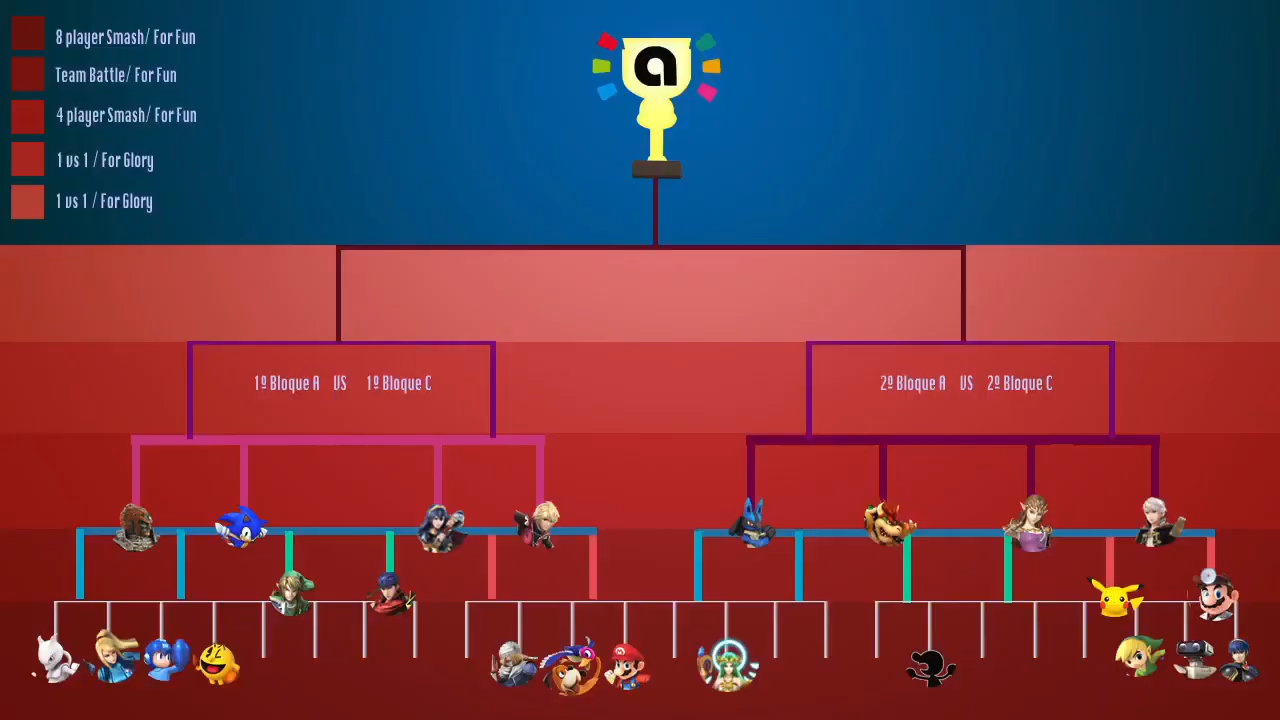 8 player Smash/ For Fun
Team Battle/ For Fun
4 player Smash/ For Fun
1 vs 1 / For Glory
1 vs 1 / For Glory
a
1º Bloque A VS 1º Bloque C
2º Bloque A VS 2º Bloque C